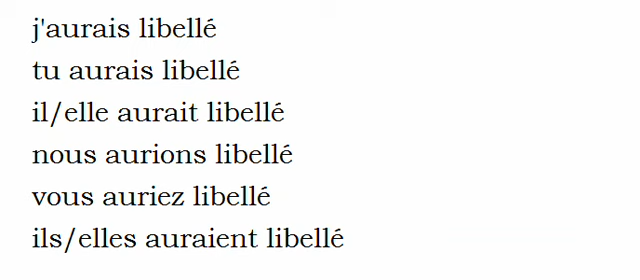 j'aurais libellé
tu aurais libellé
il/elle aurait libellé
nous aurions libellé
vous auriez libellé
ils/elles auraient libellé